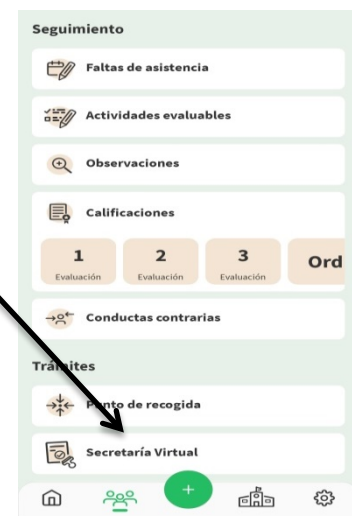 Seguimiento
Faltas de asistencia
Actividades evaluables
Observaciones
Calificaciones
1 2 3 Ord
Evaluación Evaluación Evaluación
Conductas contrarias
Trámites
Punto de recogida
Secretaría Virtual
+